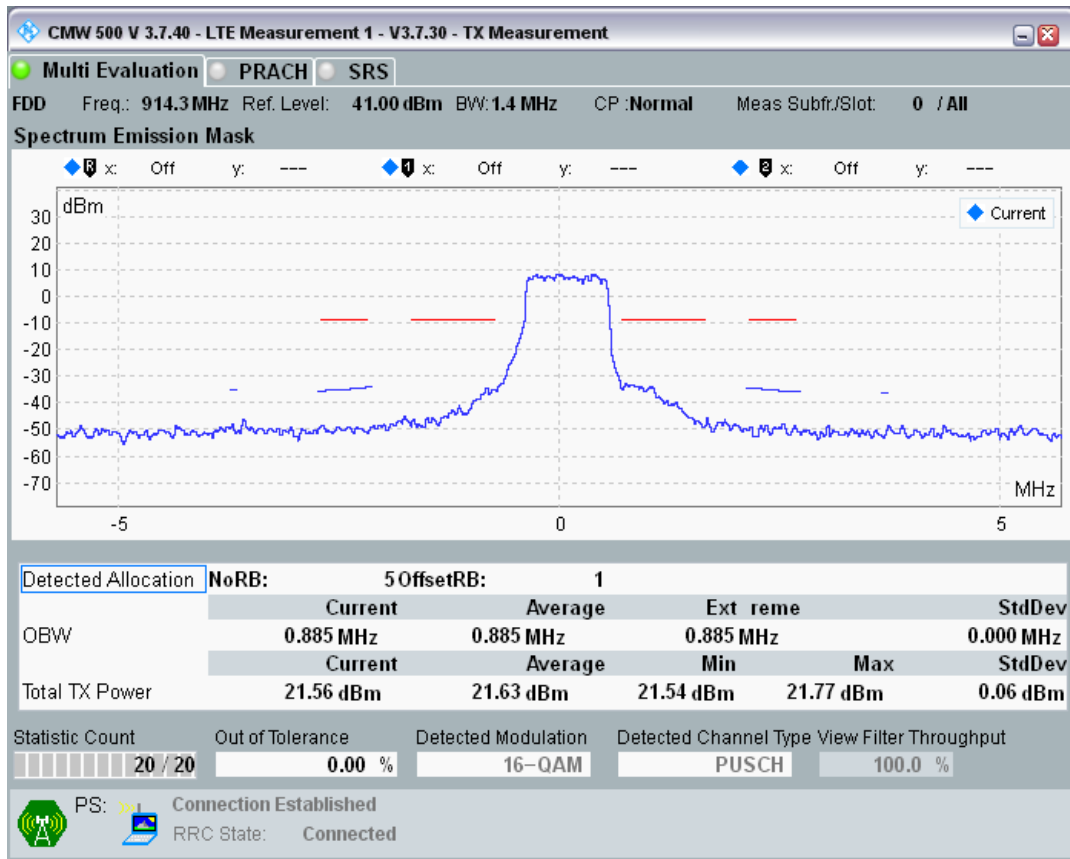 CMW 500 V 3.7.40 - LTE Measurement 1 - V3.7.30 - TX Measurement
Multi Evaluation PRACH SRS
FDD Freq.: 914.3 MHz Ref. Level: 41.00 dBm BW: 1.4 MHz CP :Normal Meas Subfr./Slot: 0 / All
Spectrum Emission Mask
R x: Off y: --- 1 x: Off y: --- 2 x: Off y: ---
dBm
Current
30
20
10
0
-10
-20
-30
-40
-50
-60
-70
MHz
-5 0 5
Detected Allocation NoRB: 5 OffsetRB: 1
Current Average Ext reme StdDev
OBW 0.885 MHz 0.885 MHz 0.885 MHz 0.000 MHz
Current Average Min Max StdDev
Total TX Power 21.56 dBm 21.63 dBm 21.54 dBm 21.77 dBm 0.06 dBm
Statistic Count Out of Tolerance Detected Modulation Detected Channel Type View Filter Throughput
20 / 20 0.00 % 16-QAM PUSCH 100.0 %
PS: Connection Established
RRC State: Connected